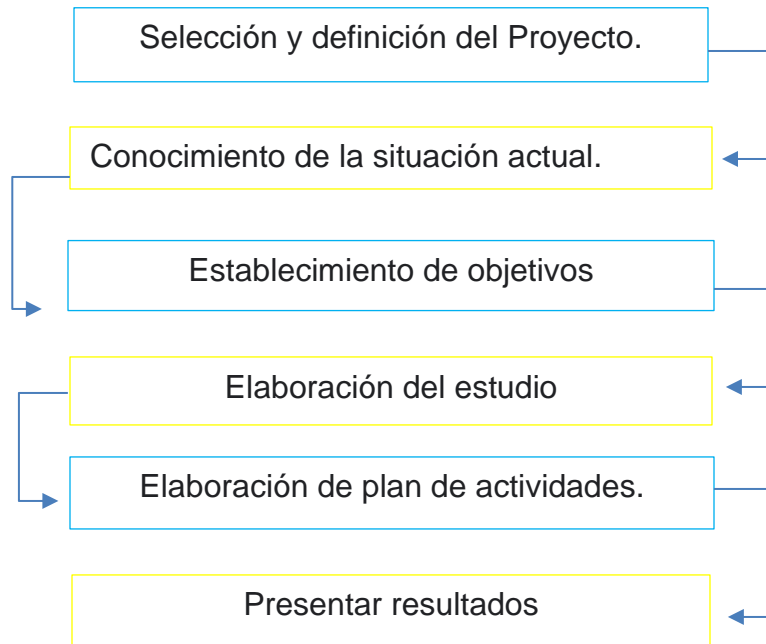 Selección y definición del Proyecto.
Conocimiento de la situación actual.
Establecimiento de objetivos
Elaboración del estudio
Elaboración de plan de actividades.
Presentar resultados